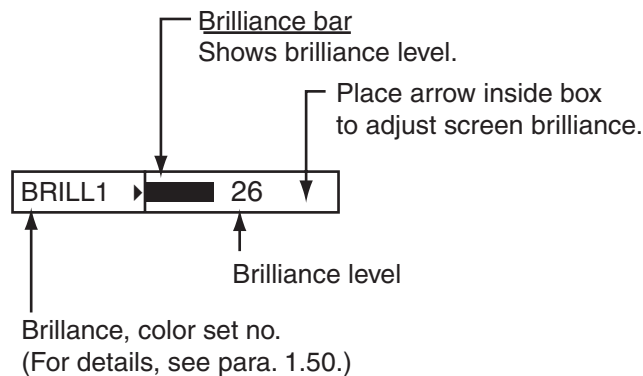 Brilliance bar
Shows brilliance level.
Place arrow inside box
to adjust screen brilliance.
BRILL1 26
Brilliance level
Brillance, color set no.
(For details, see para. 1.50.)